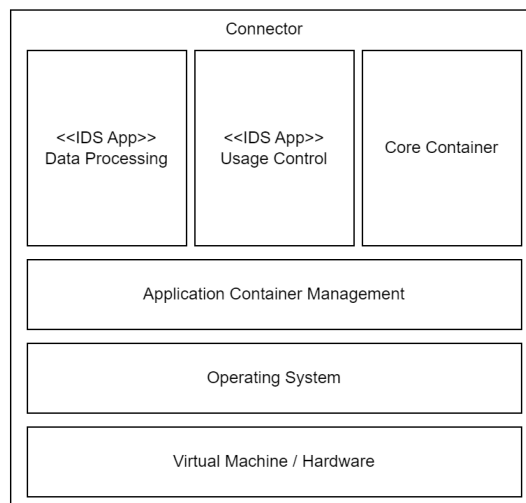 Connector
<<IDS App>>
Data Processing
<<IDS App>>
Usage Control
Core Container
Application Container Management
Operating System
Virtual Machine / Hardware